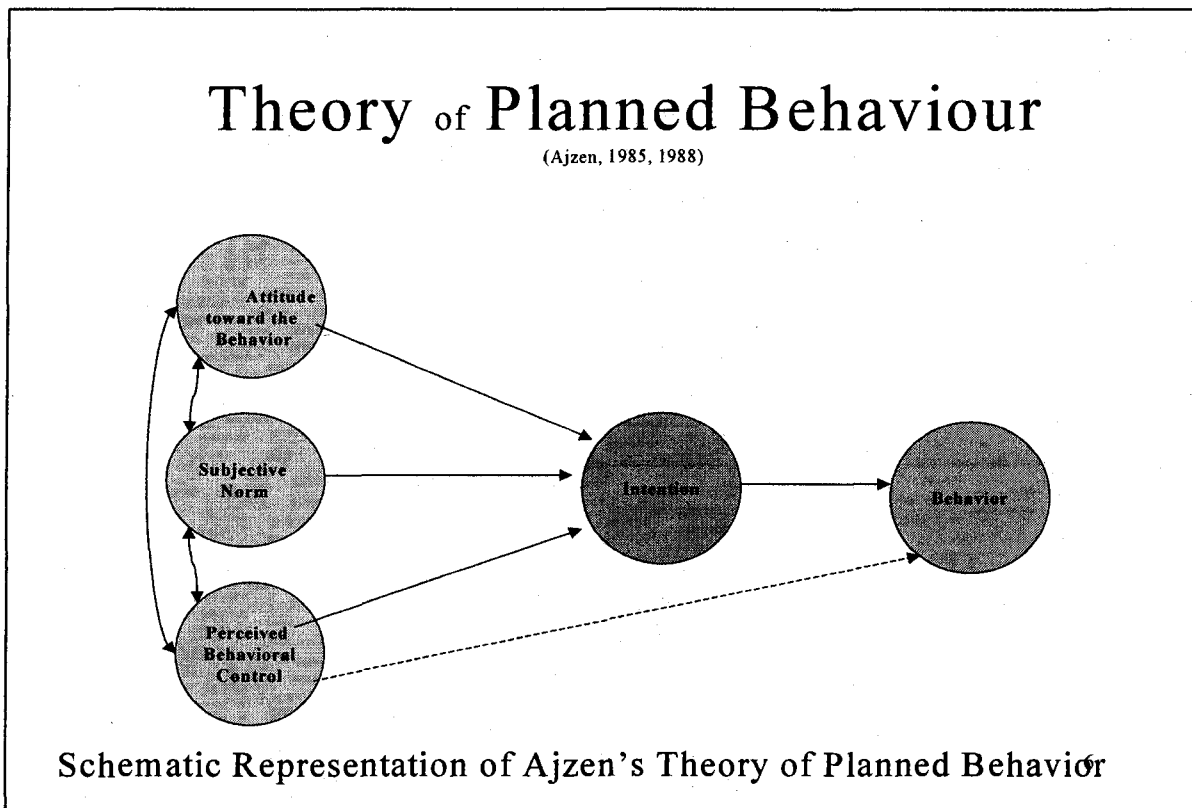 Theory of Planned Behaviour
(Ajzen, 1985, 1988)
Attitude
toward the
Behavior
Subjective
Norm
Intention
Behavior
Perceived
Behavioral
Control
Schematic Representation of Ajzen's Theory of Planned Behavior
6